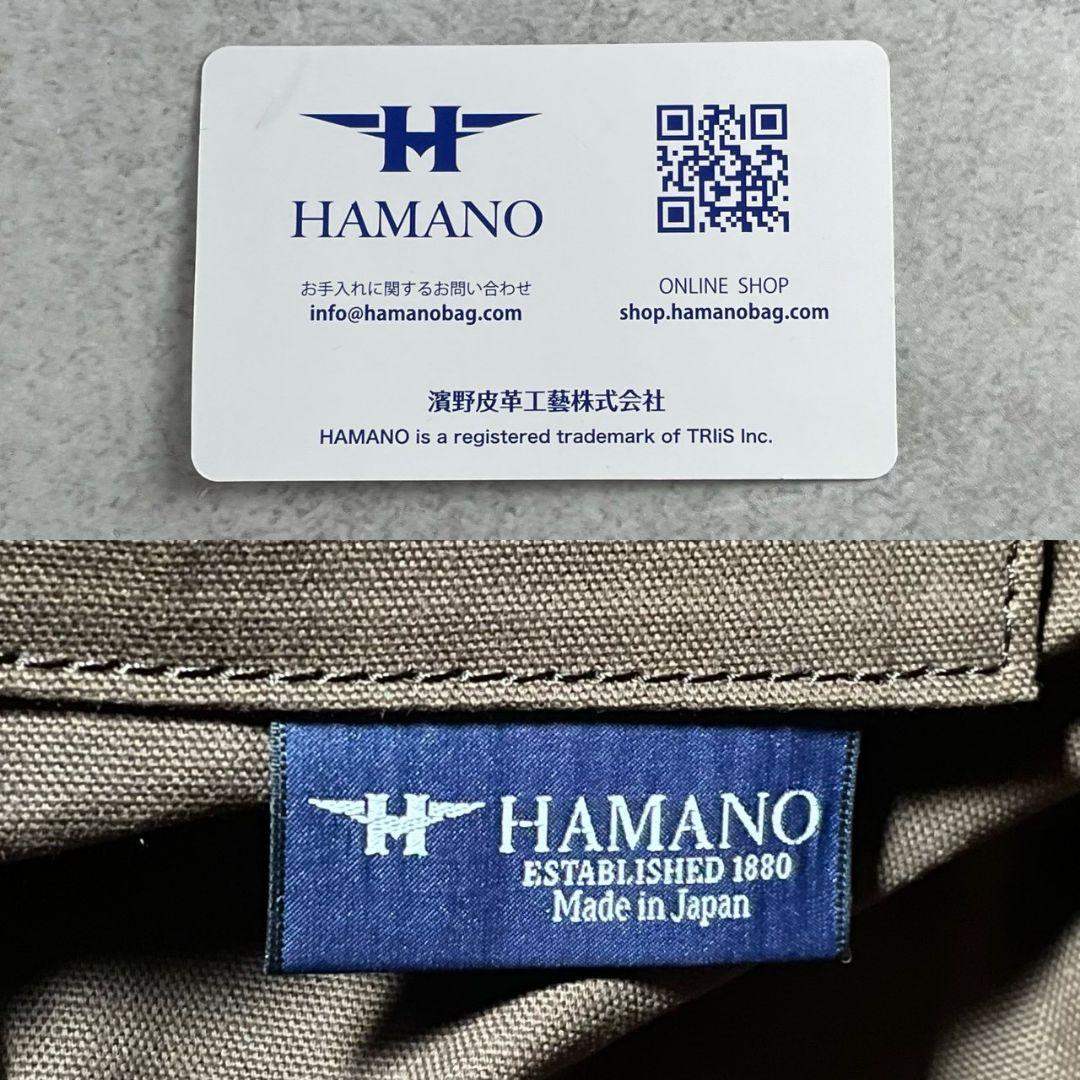 HAMANO
お手入れに関するお問い合わせ
info@hamanobag.com
ONLINE SHOP
shop.hamanobag.com
濱野皮革工藝株式会社
HAMANO is a registered trademark of TRIiS Inc.
HAMANO
ESTABLISHED 1880
Made in Japan